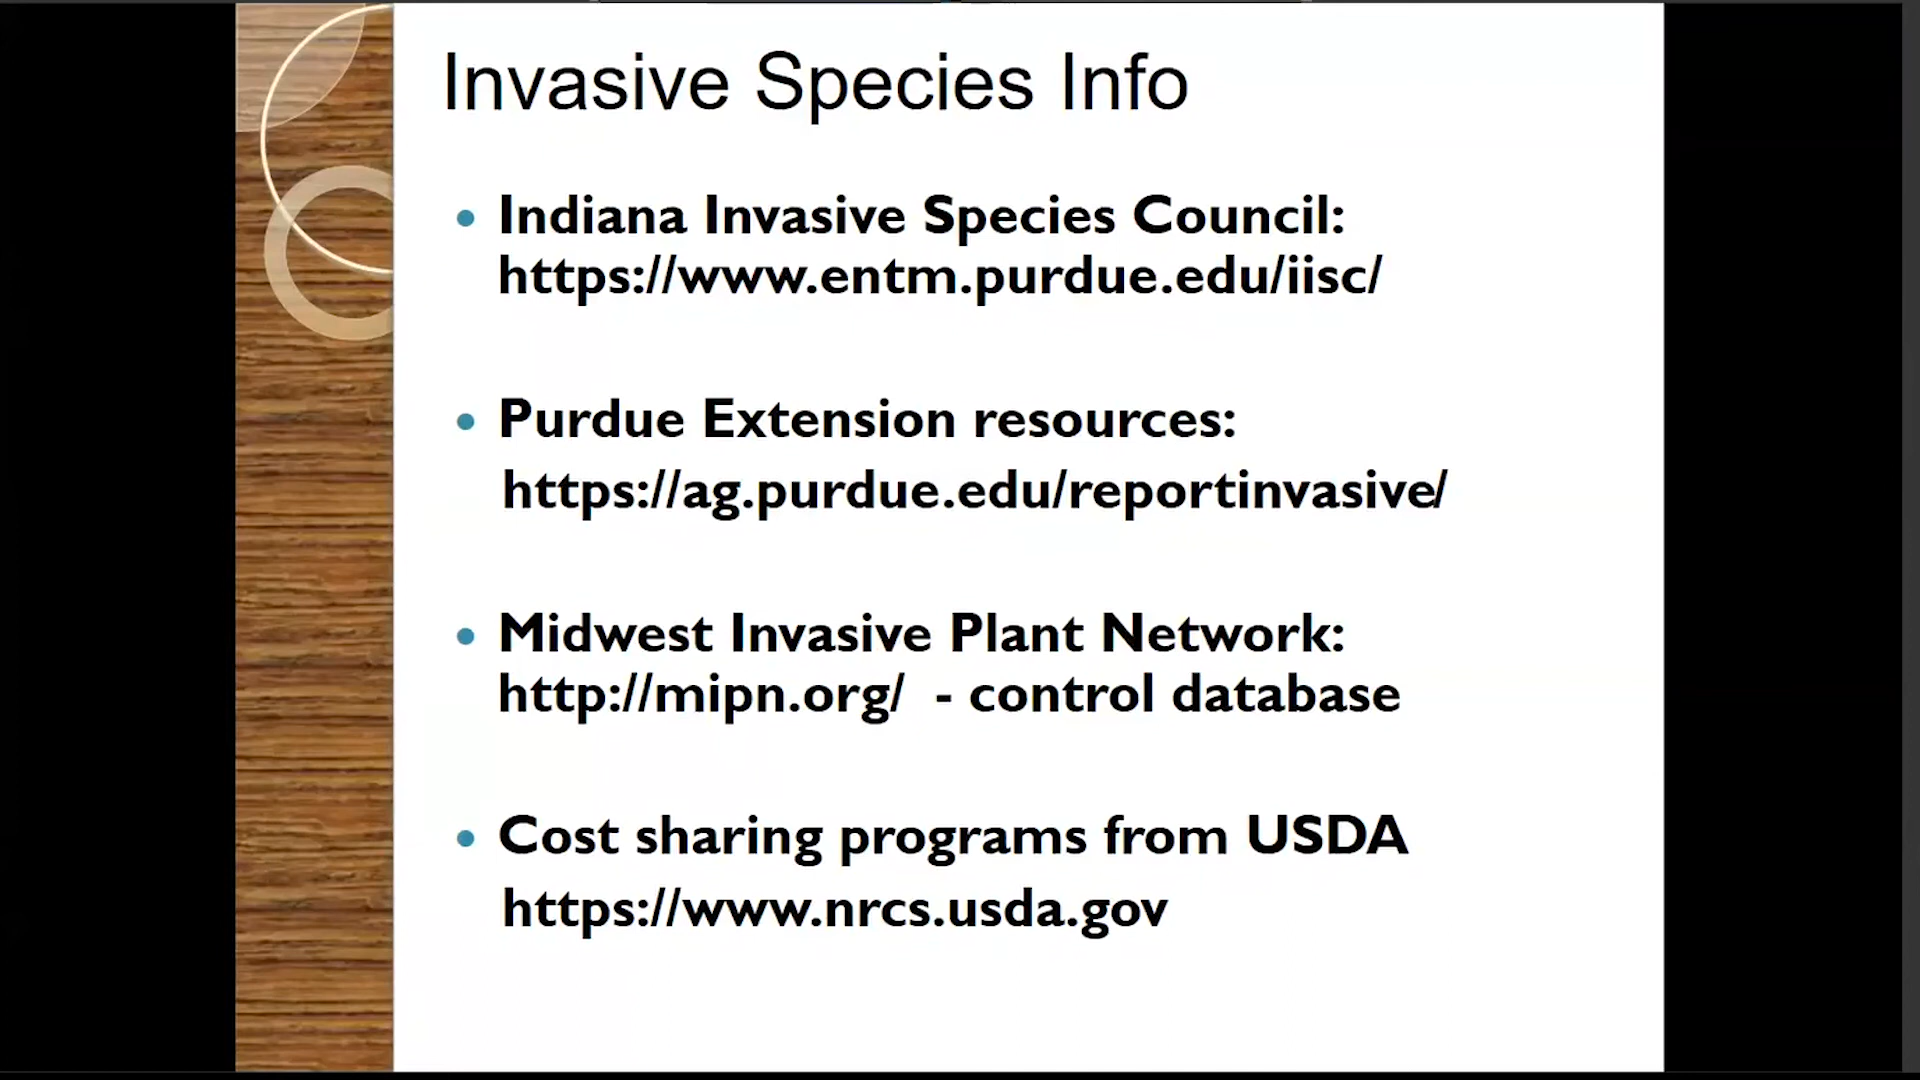 Invasive Species Info
• Indiana Invasive Species Council:
https://www.entm.purdue.edu/iisc/
• Purdue Extension resources:
https://ag.purdue.edu/reportinvasive/
• Midwest Invasive Plant Network:
http://mipn.org/ - control database
• Cost sharing programs from USDA
https://www.nrcs.usda.gov